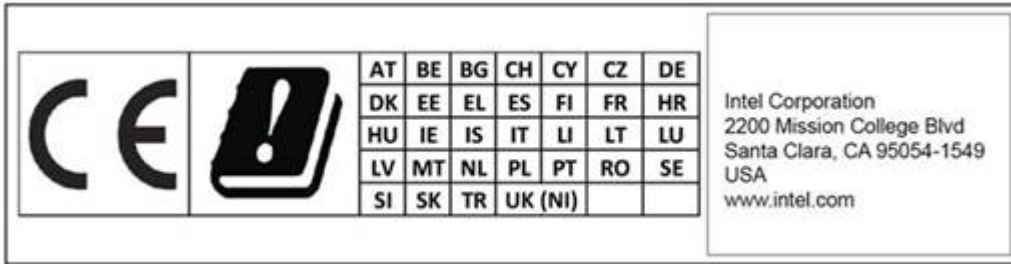 CE
!
AT BE BG CH CY CZ DE
DK EE EL ES FI FR HR
HU IE IS IT LI LT LU
LV MT NL PL PT RO SE
SI SK TR UK (NI)
Intel Corporation
2200 Mission College Blvd
Santa Clara, CA 95054-1549
USA
www.intel.com